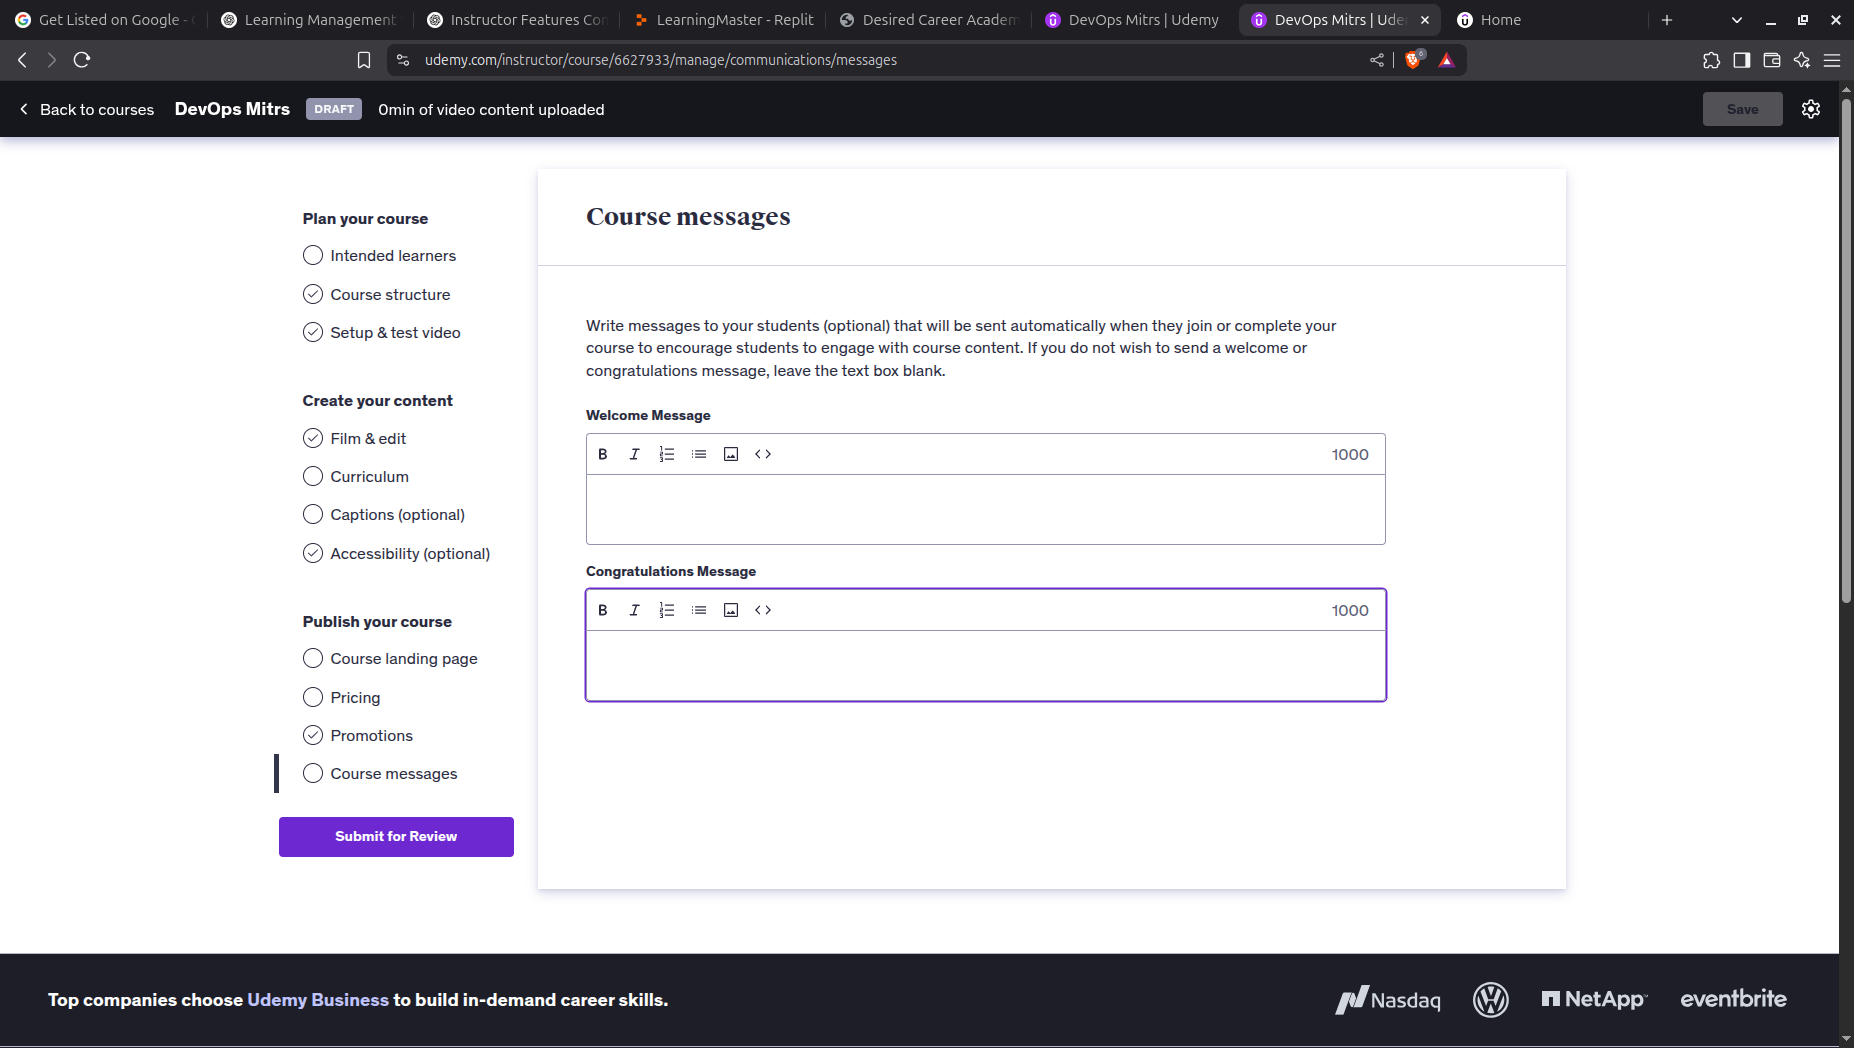 Get Listed on Google -
Learning Management
Instructor Features Con
LearningMaster - Replit
Desired Career Academ
DevOps Mitrs | Udemy
DevOps Mitrs | Ude
Home
udemy.com/instructor/course/6627933/manage/communications/messages
6
Back to courses
DevOps Mitrs
DRAFT
0min of video content uploaded
Save
Plan your course
Intended learners
Course structure
Setup & test video
Create your content
Film & edit
Curriculum
Captions (optional)
Accessibility (optional)
Publish your course
Course landing page
Pricing
Promotions
Course messages
Submit for Review
Course messages
Write messages to your students (optional) that will be sent automatically when they join or complete your
course to encourage students to engage with course content. If you do not wish to send a welcome or
congratulations message, leave the text box blank.
Welcome Message
B I 1000
Congratulations Message
B I 1000
Top companies choose Udemy Business to build in-demand career skills.
Nasdaq
NetApp
eventbrite